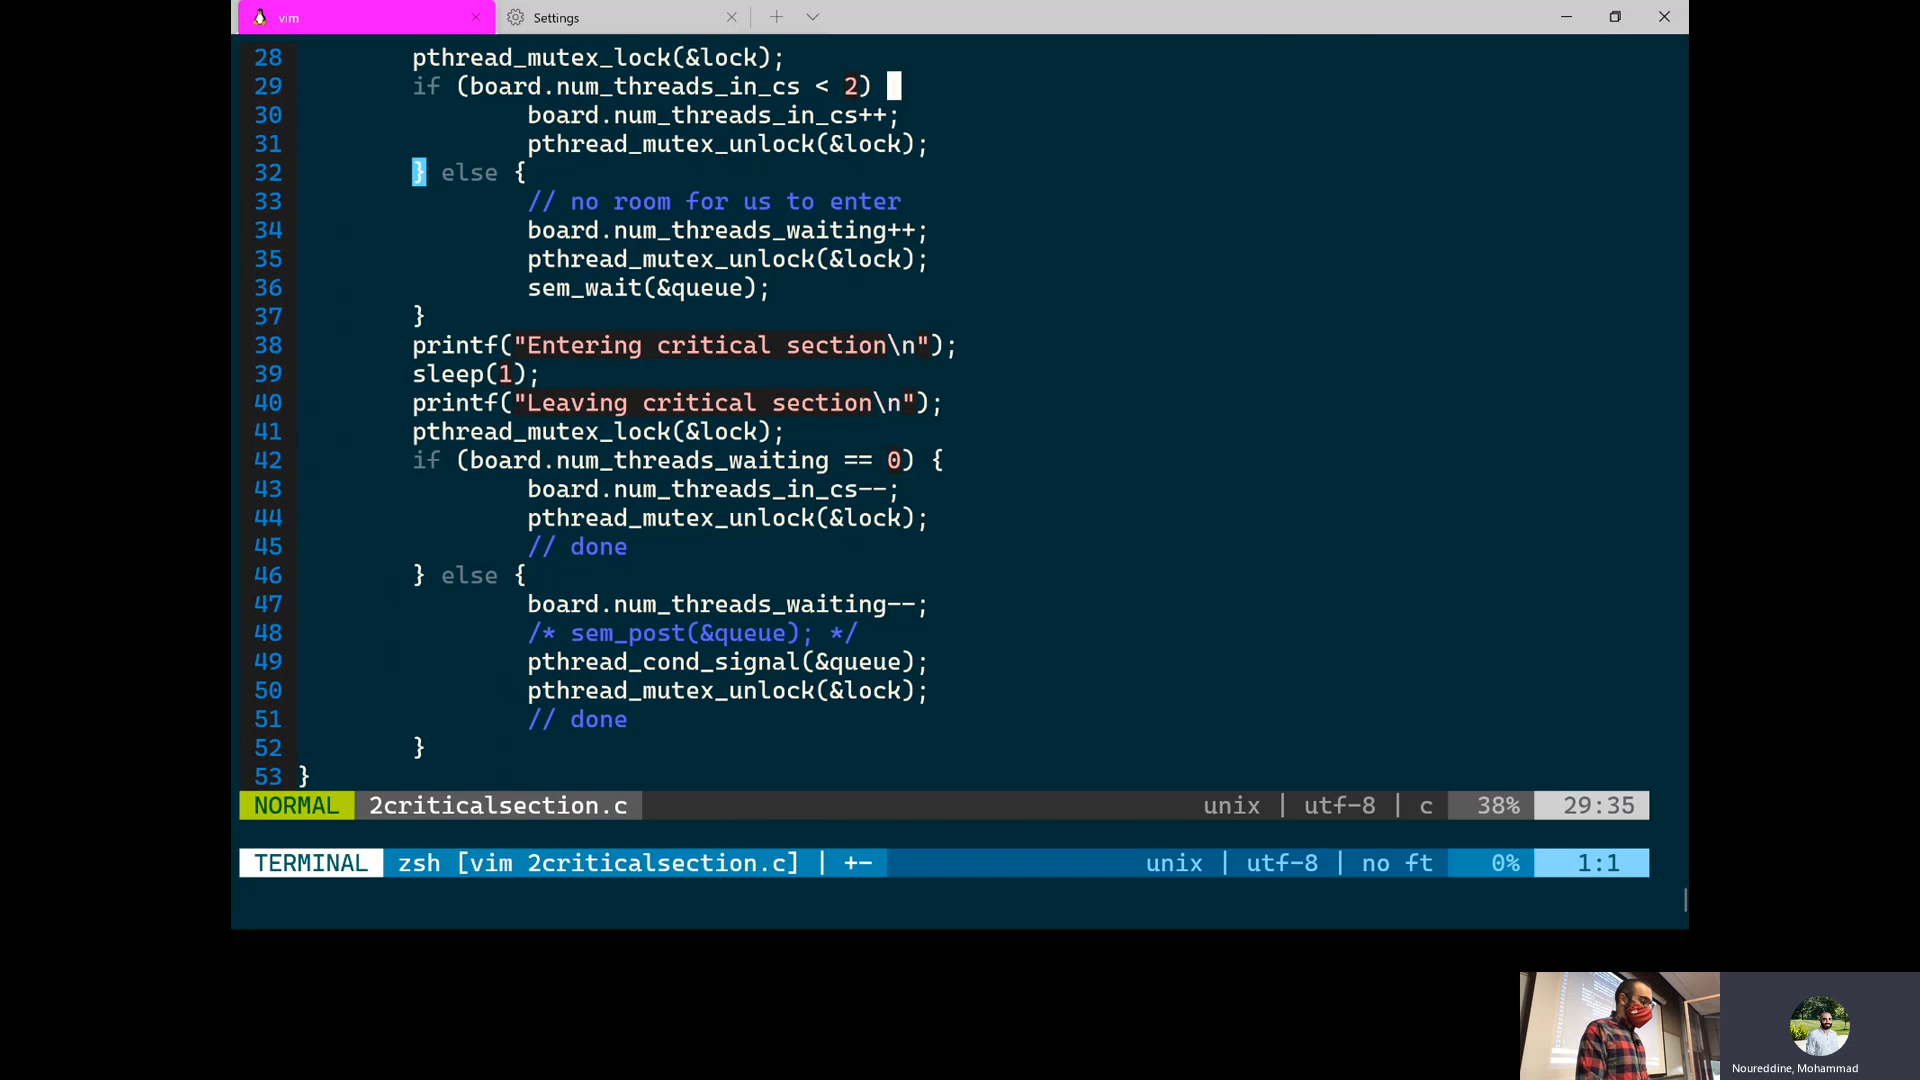 vim
Settings
28 pthread_mutex_lock(&lock);
29 if (board.num_threads_in_cs < 2)
30 board.num_threads_in_cs++;
31 pthread_mutex_unlock(&lock);
32 } else {
33 // no room for us to enter
34 board.num_threads_waiting++;
35 pthread_mutex_unlock(&lock);
36 sem_wait(&queue);
37 }
38 printf("Entering critical section\n");
39 sleep(1);
40 printf("Leaving critical section\n");
41 pthread_mutex_lock(&lock);
42 if (board.num_threads_waiting == 0) {
43 board.num_threads_in_cs--;
44 pthread_mutex_unlock(&lock);
45 // done
46 } else {
47 board.num_threads_waiting--;
48 /* sem_post(&queue); */
49 pthread_cond_signal(&queue);
50 pthread_mutex_unlock(&lock);
51 // done
52 }
53 }
NORMAL 2criticalsection.c unix | utf-8 | c 38% 29:35
TERMINAL zsh [vim 2criticalsection.c] | +- unix | utf-8 | no ft 0% 1:1
Noureddine, Mohammad